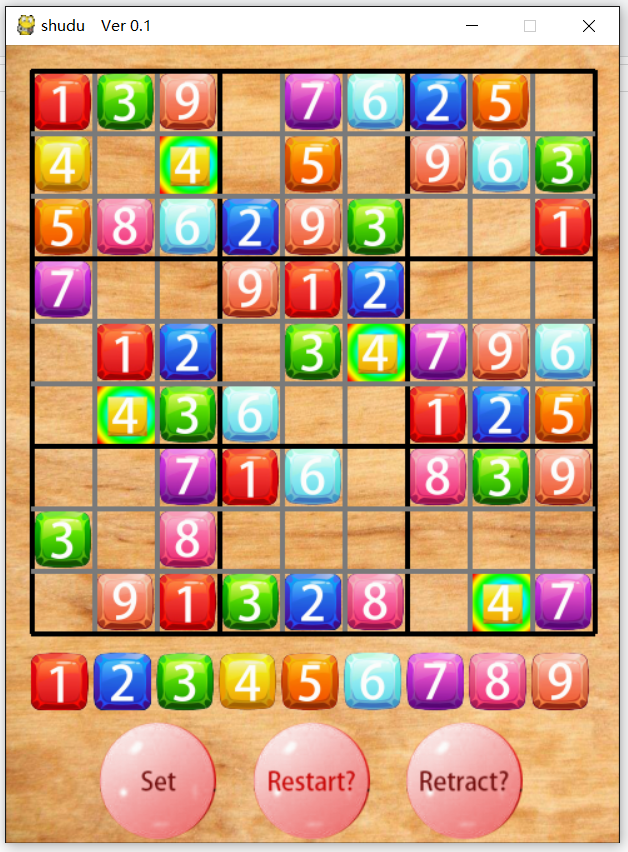 shudu Ver 0.1
1 3 9 7 6 2 5
4 4 5 9 6 3
5 8 6 2 9 3 1
7 9 1 2
1 2 3 4 7 9 6
4 3 6 1 2 5
7 1 6 8 3 9
3 8
9 1 3 2 8 4 7
1 2 3 4 5 6 7 8 9
Set Restart? Retract?